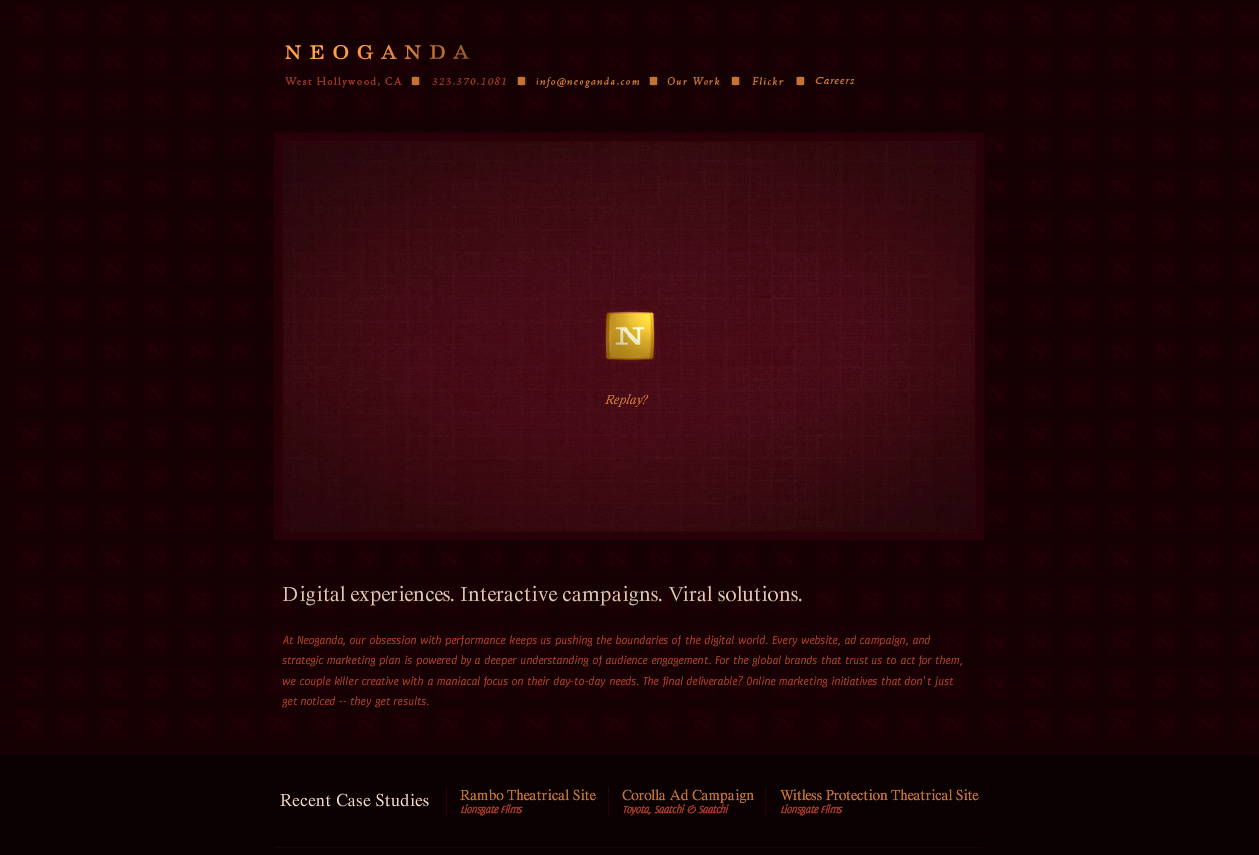 NEOGANDA
West Hollywood, CA 323.370.1081 info@neoganda.com Our Work Flickr Careers
N
Replay?
Digital experiences. Interactive campaigns. Viral solutions.
At Neoganda, our obsession with performance keeps us pushing the boundaries of the digital world. Every website, ad campaign, and
strategic marketing plan is powered by a deeper understanding of audience engagement. For the global brands that trust us to act for them,
we couple killer creative with a maniacal focus on their day-to-day needs. The final deliverable? Online marketing initiatives that don't just
get noticed -- they get results.
Recent Case Studies
Rambo Theatrical Site
Lionsgate Films
Corolla Ad Campaign
Toyota, Saatchi & Saatchi
Witless Protection Theatrical Site
Lionsgate Films